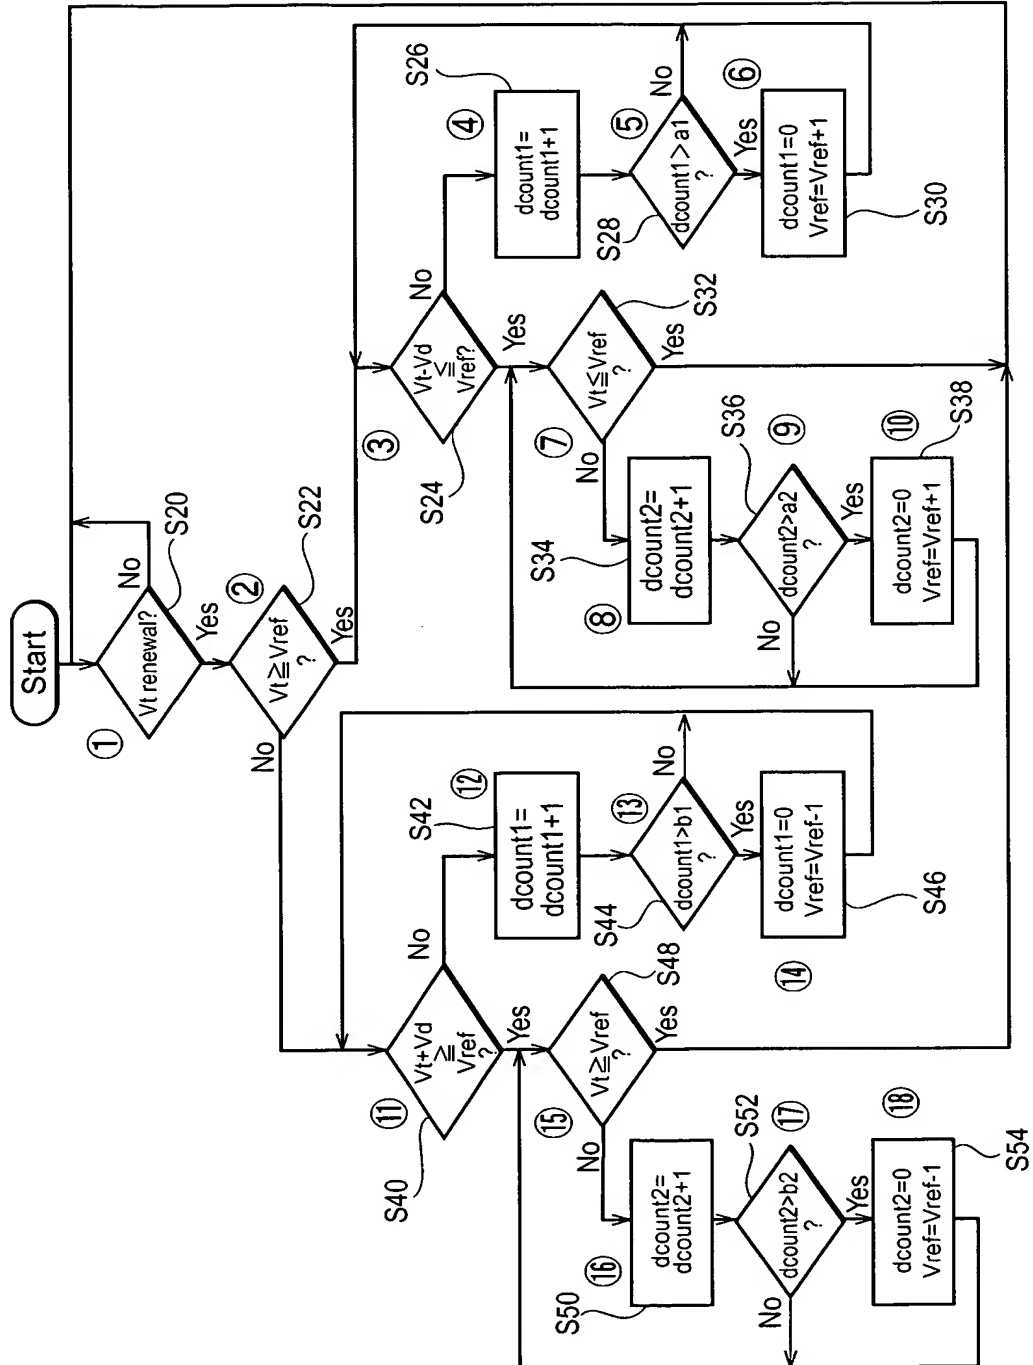 Start
①
Vt renewal?
S20
No
Yes
②
Vt≧Vref
?
S22
No
Yes
③
Vt-Vd
≦
Vref?
S24
No
Yes
④
dcount1=
dcount1+1
S26
⑤
dcount1>a1
?
S28
No
Yes
⑥
dcount1=0
Vref=Vref+1
S30
⑦
Vt≦Vref
?
S32
No
Yes
⑧
dcount2=
dcount2+1
S34
⑨
dcount2>a2
?
S36
No
Yes
⑩
dcount2=0
Vref=Vref+1
S38
⑪
Vt+Vd
≧
Vref
?
S40
No
Yes
⑫
dcount1=
dcount1+1
S42
⑬
dcount1>b1
?
S44
No
Yes
⑭
dcount1=0
Vref=Vref-1
S46
⑮
Vt≧Vref
?
S48
No
Yes
⑯
dcount2=
dcount2+1
S50
⑰
dcount2>b2
?
S52
No
Yes
⑱
dcount2=0
Vref=Vref-1
S54